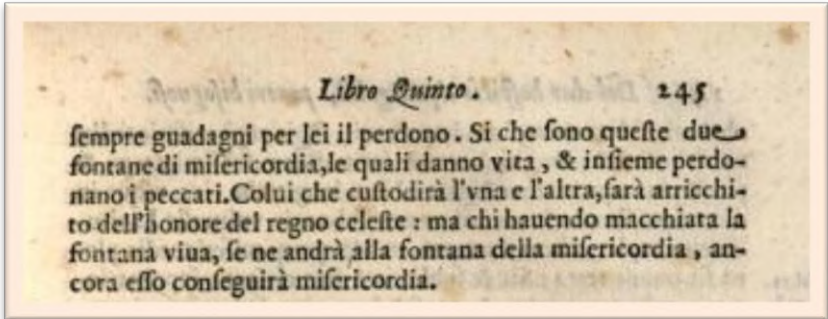 Libro Quinto. 245
ſempre guadagni per lei il perdono. Si che ſono queſte due
fontane di miſericordia, le quali danno vita, & inſieme perdo-
nano i peccati. Colui che cuſtodirà l'vna e l'altra, ſarà arricchi-
to dell'honore del regno celeſte: ma chi hauendo macchiata la
fontana viua, ſe ne andrà alla fontana della miſericordia, an-
cora eſſo conſeguirà miſericordia.